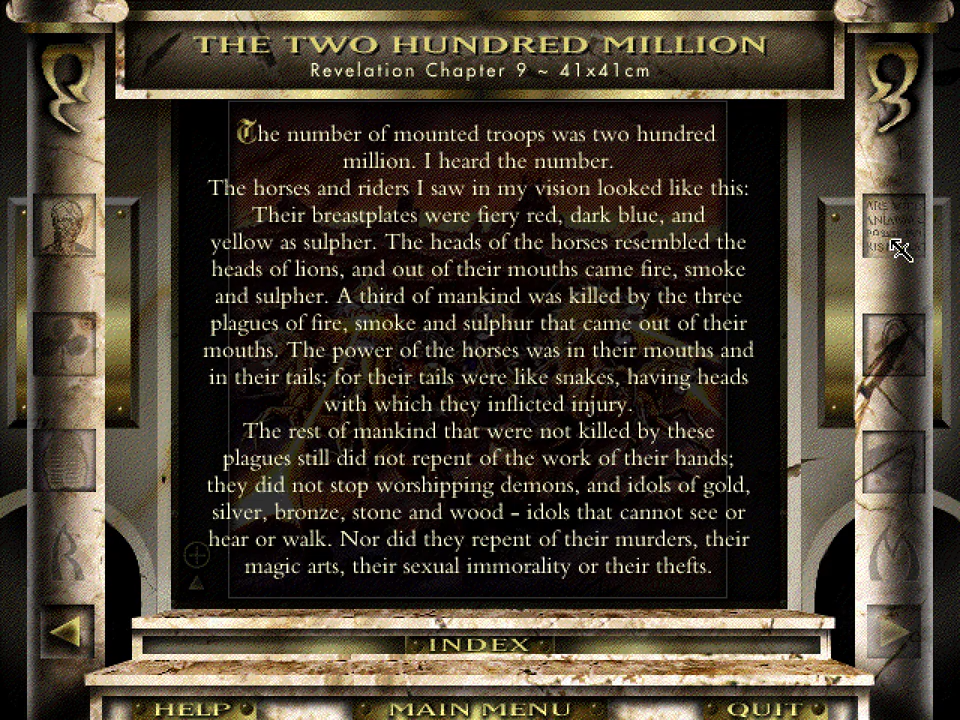 THE TWO HUNDRED MILLION
Revelation Chapter 9 ~ 41x41cm
The number of mounted troops was two hundred
million. I heard the number.
The horses and riders I saw in my vision looked like this:
Their breastplates were fiery red, dark blue, and
yellow as sulpher. The heads of the horses resembled the
heads of lions, and out of their mouths came fire, smoke
and sulpher. A third of mankind was killed by the three
plagues of fire, smoke and sulphur that came out of their
mouths. The power of the horses was in their mouths and
in their tails; for their tails were like snakes, having heads
with which they inflicted injury.
The rest of mankind that were not killed by these
plagues still did not repent of the work of their hands;
they did not stop worshipping demons, and idols of gold,
silver, bronze, stone and wood - idols that cannot see or
hear or walk. Nor did they repent of their murders, their
magic arts, their sexual immorality or their thefts.
INDEX
HELP
MAIN MENU
QUIT